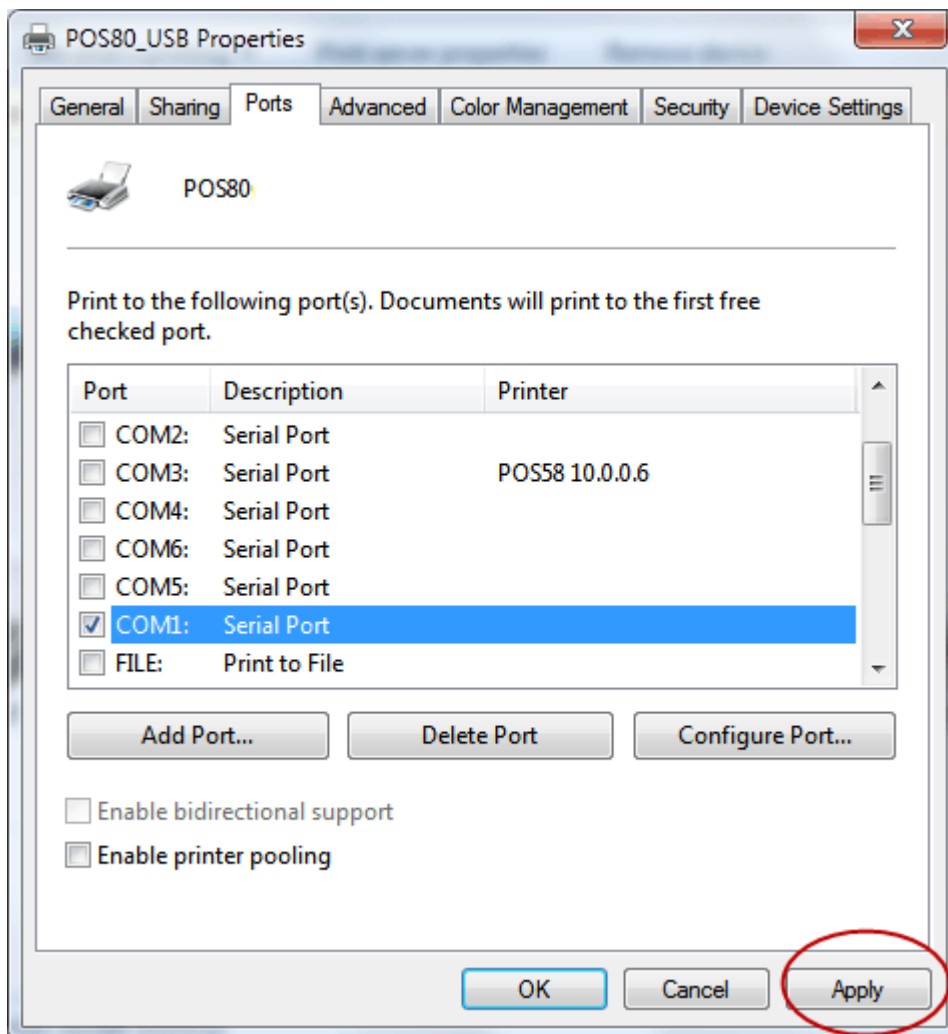 POS80_USB Properties
General Sharing Ports Advanced Color Management Security Device Settings
POS80
Print to the following port(s). Documents will print to the first free
checked port.
Port Description Printer
COM2: Serial Port
COM3: Serial Port POS58 10.0.0.6
COM4: Serial Port
COM6: Serial Port
COM5: Serial Port
COM1: Serial Port
FILE: Print to File
Add Port... Delete Port Configure Port...
Enable bidirectional support
Enable printer pooling
OK Cancel Apply